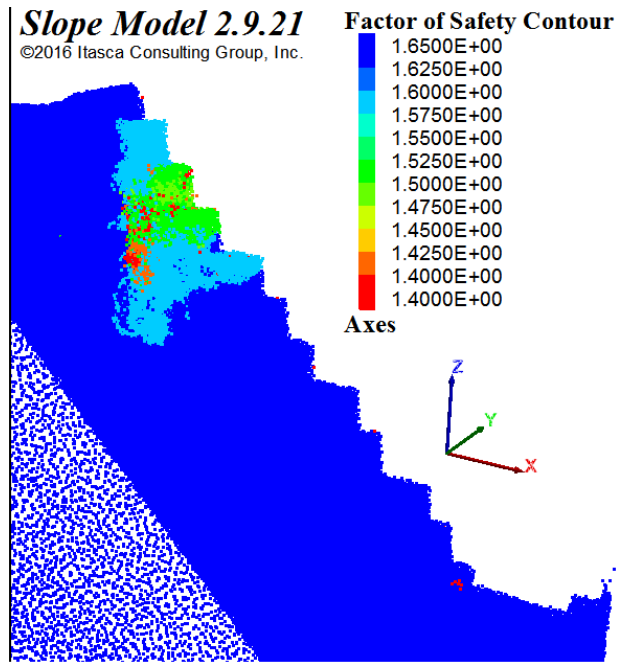 Slope Model 2.9.21
©2016 Itasca Consulting Group, Inc.
Factor of Safety Contour
1.6500E+00
1.6250E+00
1.6000E+00
1.5750E+00
1.5500E+00
1.5250E+00
1.5000E+00
1.4750E+00
1.4500E+00
1.4250E+00
1.4000E+00
1.4000E+00
Axes
Z
Y
X